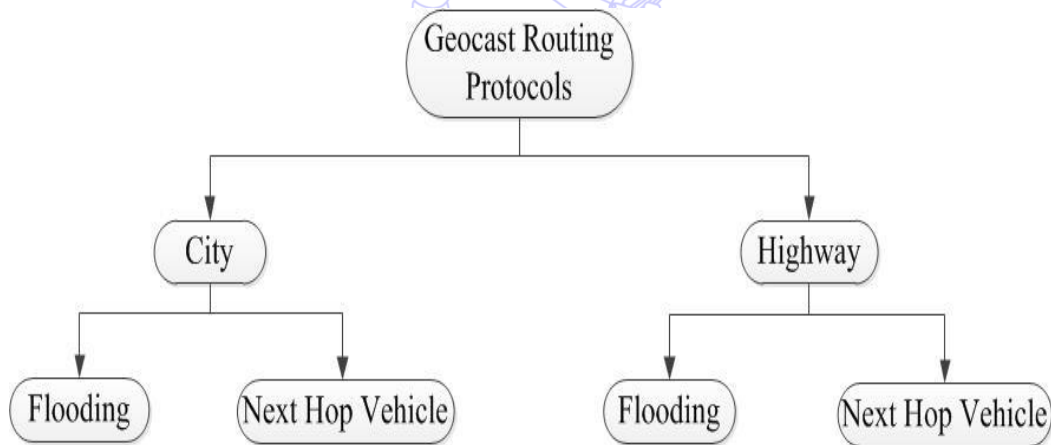 Geocast Routing
Protocols
City
Highway
Flooding
Next Hop Vehicle
Flooding
Next Hop Vehicle